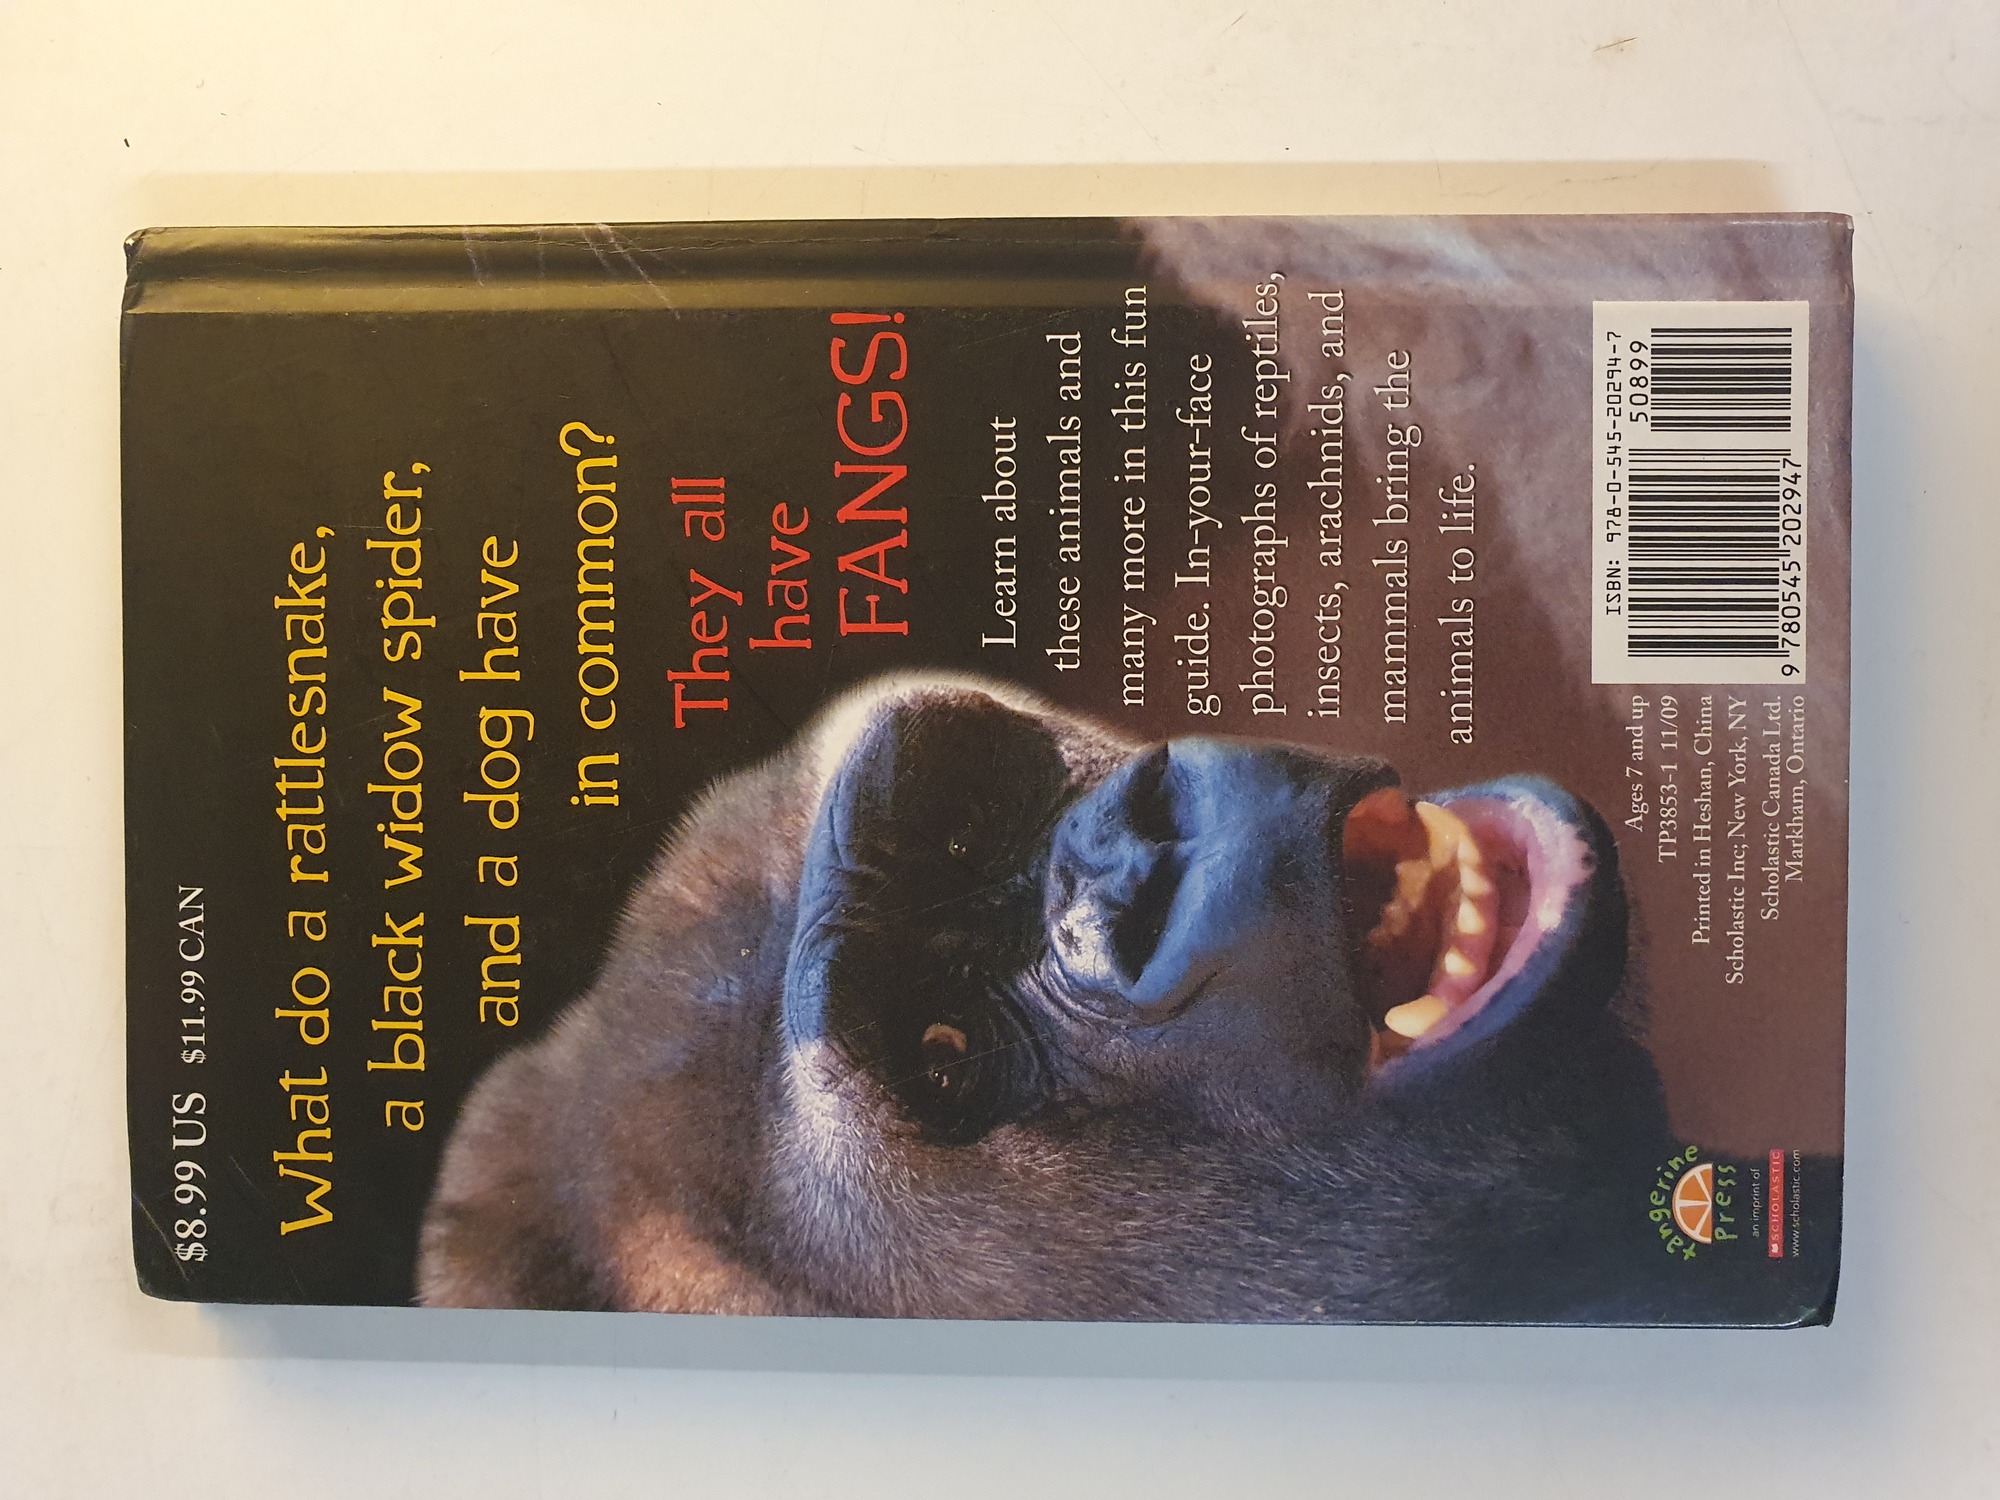 $8.99 US $11.99 CAN
What do a rattlesnake,
a black widow spider,
and a dog have
in common?
They all
have
FANGS!
Learn about
these animals and
many more in this fun
guide. In-your-face
photographs of reptiles,
insects, arachnids, and
mammals bring the
animals to life.
tangerine
press
an imprint of
SCHOLASTIC
www.scholastic.com
Ages 7 and up
TP3853-1 11/09
Printed in Heshan, China
Scholastic Inc; New York, NY
Scholastic Canada Ltd.
Markham, Ontario
ISBN: 978-0-545-20294-7
50899
9 780545 202947